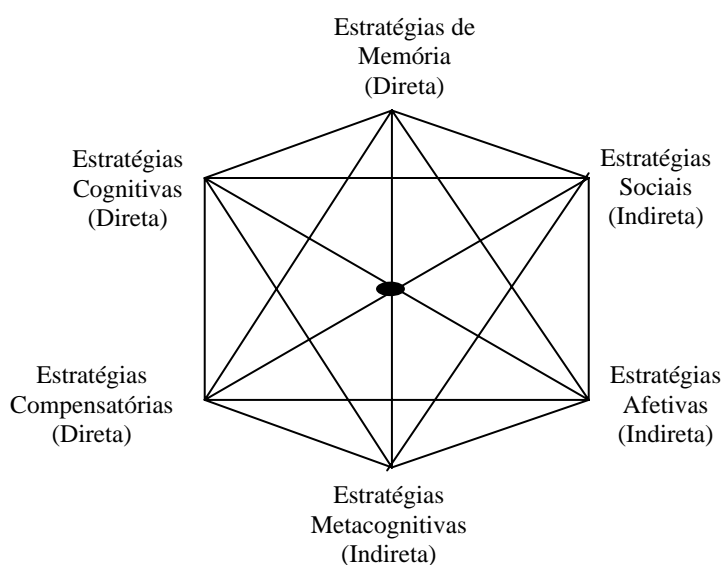 Estratégias de
Memória
(Direta)
Estratégias
Cognitivas
(Direta)
Estratégias
Sociais
(Indireta)
Estratégias
Compensatórias
(Direta)
Estratégias
Afetivas
(Indireta)
Estratégias
Metacognitivas
(Indireta)